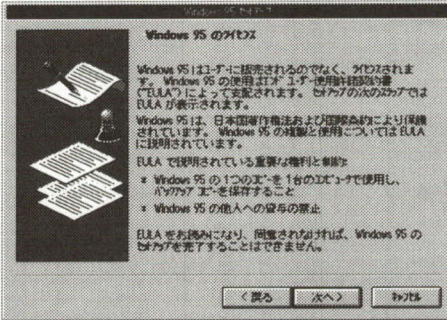 Windows 95 セットアップ
Windows 95 のライセンス
Windows 95 はユーザーに販売されるのでなく、ライセンスされま
す。 Windows 95 の使用はエンド ユーザー使用許諾契約書
("EULA") によって支配されます。 セットアップの次のステップでは
EULA が表示されます。
Windows 95 は、日本国著作権法および国際条約により保護
されています。 Windows 95 の複製と使用については EULA
に説明されています。
EULA で説明されている重要な権利と制約:
* Windows 95 の 1つのコピーを 1台のコンピュータで使用し、
バックアップ コピーを保存すること
* Windows 95 の他人への貸与の禁止
EULA をお読みになり、同意されなければ、Windows 95 の
セットアップを完了することはできません。
< 戻る
次へ >
キャンセル